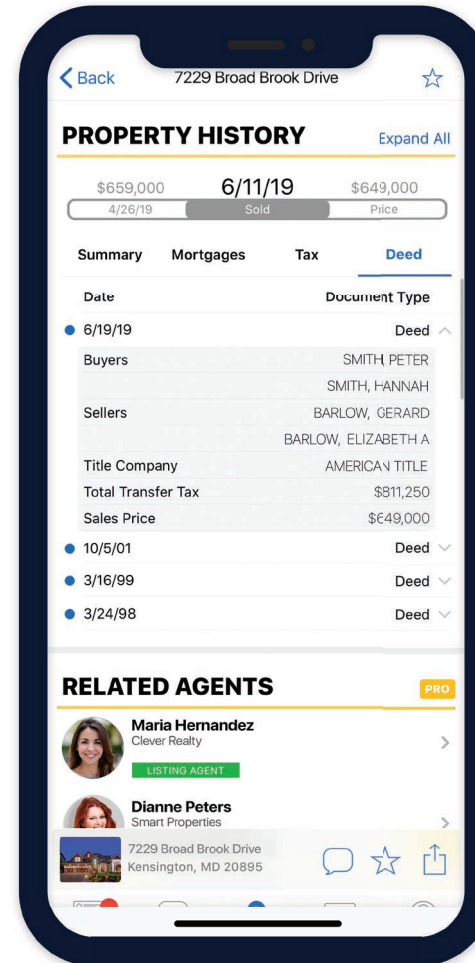 Back 7229 Broad Brook Drive
PROPERTY HISTORY Expand All
$659,000 6/11/19 $649,000
4/26/19 Sold Price
Summary Mortgages Tax Deed
Date Document Type
6/19/19 Deed
Buyers SMITH, PETER
SMITH, HANNAH
Sellers BARLOW, GERARD
BARLOW, ELIZABETH A
Title Company AMERICAN TITLE
Total Transfer Tax $811,250
Sales Price $649,000
10/5/01 Deed
3/16/99 Deed
3/24/98 Deed
RELATED AGENTS PRO
Maria Hernandez
Clever Realty
LISTING AGENT
Dianne Peters
Smart Properties
7229 Broad Brook Drive
Kensington, MD 20895